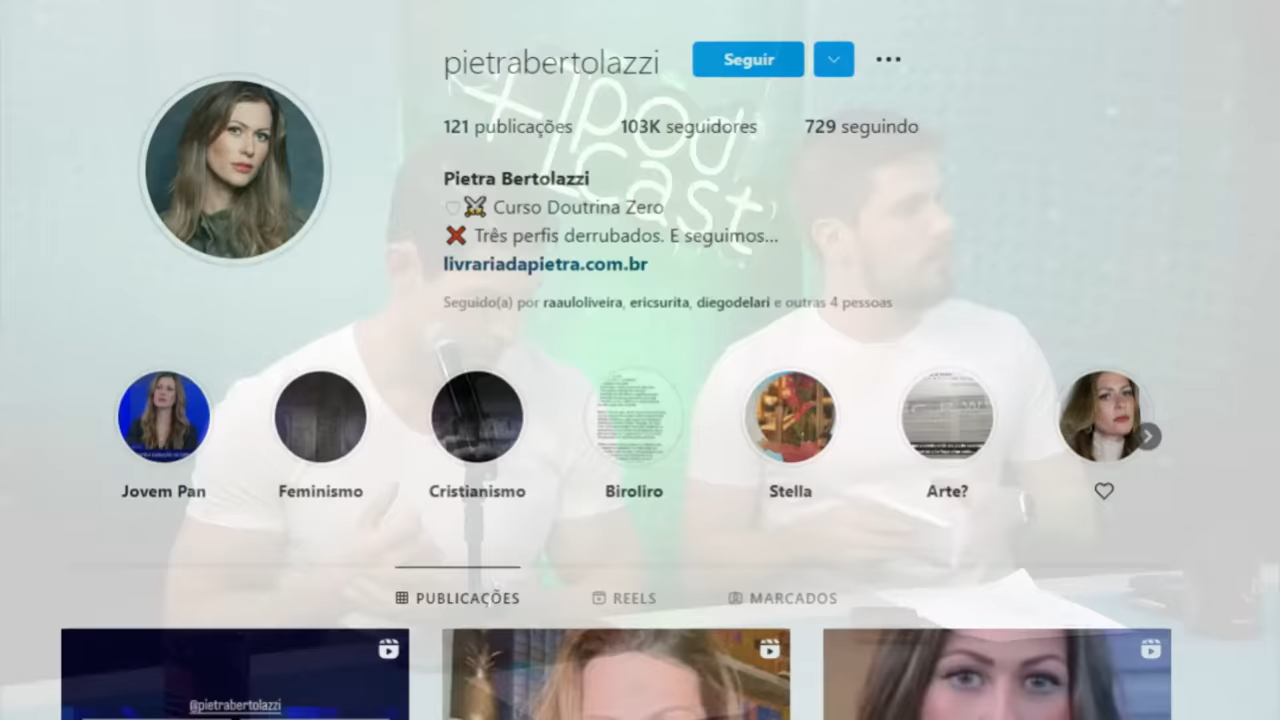 pietrabertolazzi Seguir
121 publicações 103K seguidores 729 seguindo
Pietra Bertolazzi
Curso Doutrina Zero
Três perfis derrubados. E seguimos...
livrariadapietra.com.br
Seguido(a) por raauloliveira, ericsurita, diegodelari e outras 4 pessoas
Jovem Pan Feminismo Cristianismo Biroliro Stella Arte?
PUBLICAÇÕES REELS MARCADOS
@pietrabertolazzi
pod
cast